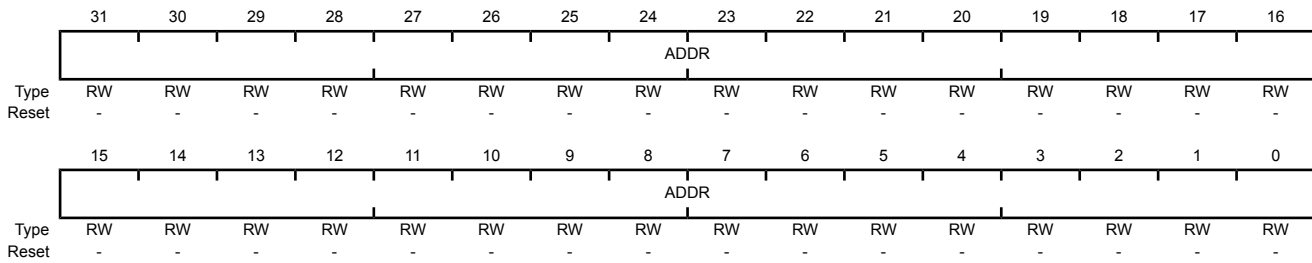 31 30 29 28 27 26 25 24 23 22 21 20 19 18 17 16
ADDR
Type RW RW RW RW RW RW RW RW RW RW RW RW RW RW RW RW
Reset - - - - - - - - - - - - - - - -
15 14 13 12 11 10 9 8 7 6 5 4 3 2 1 0
ADDR
Type RW RW RW RW RW RW RW RW RW RW RW RW RW RW RW RW
Reset - - - - - - - - - - - - - - - -